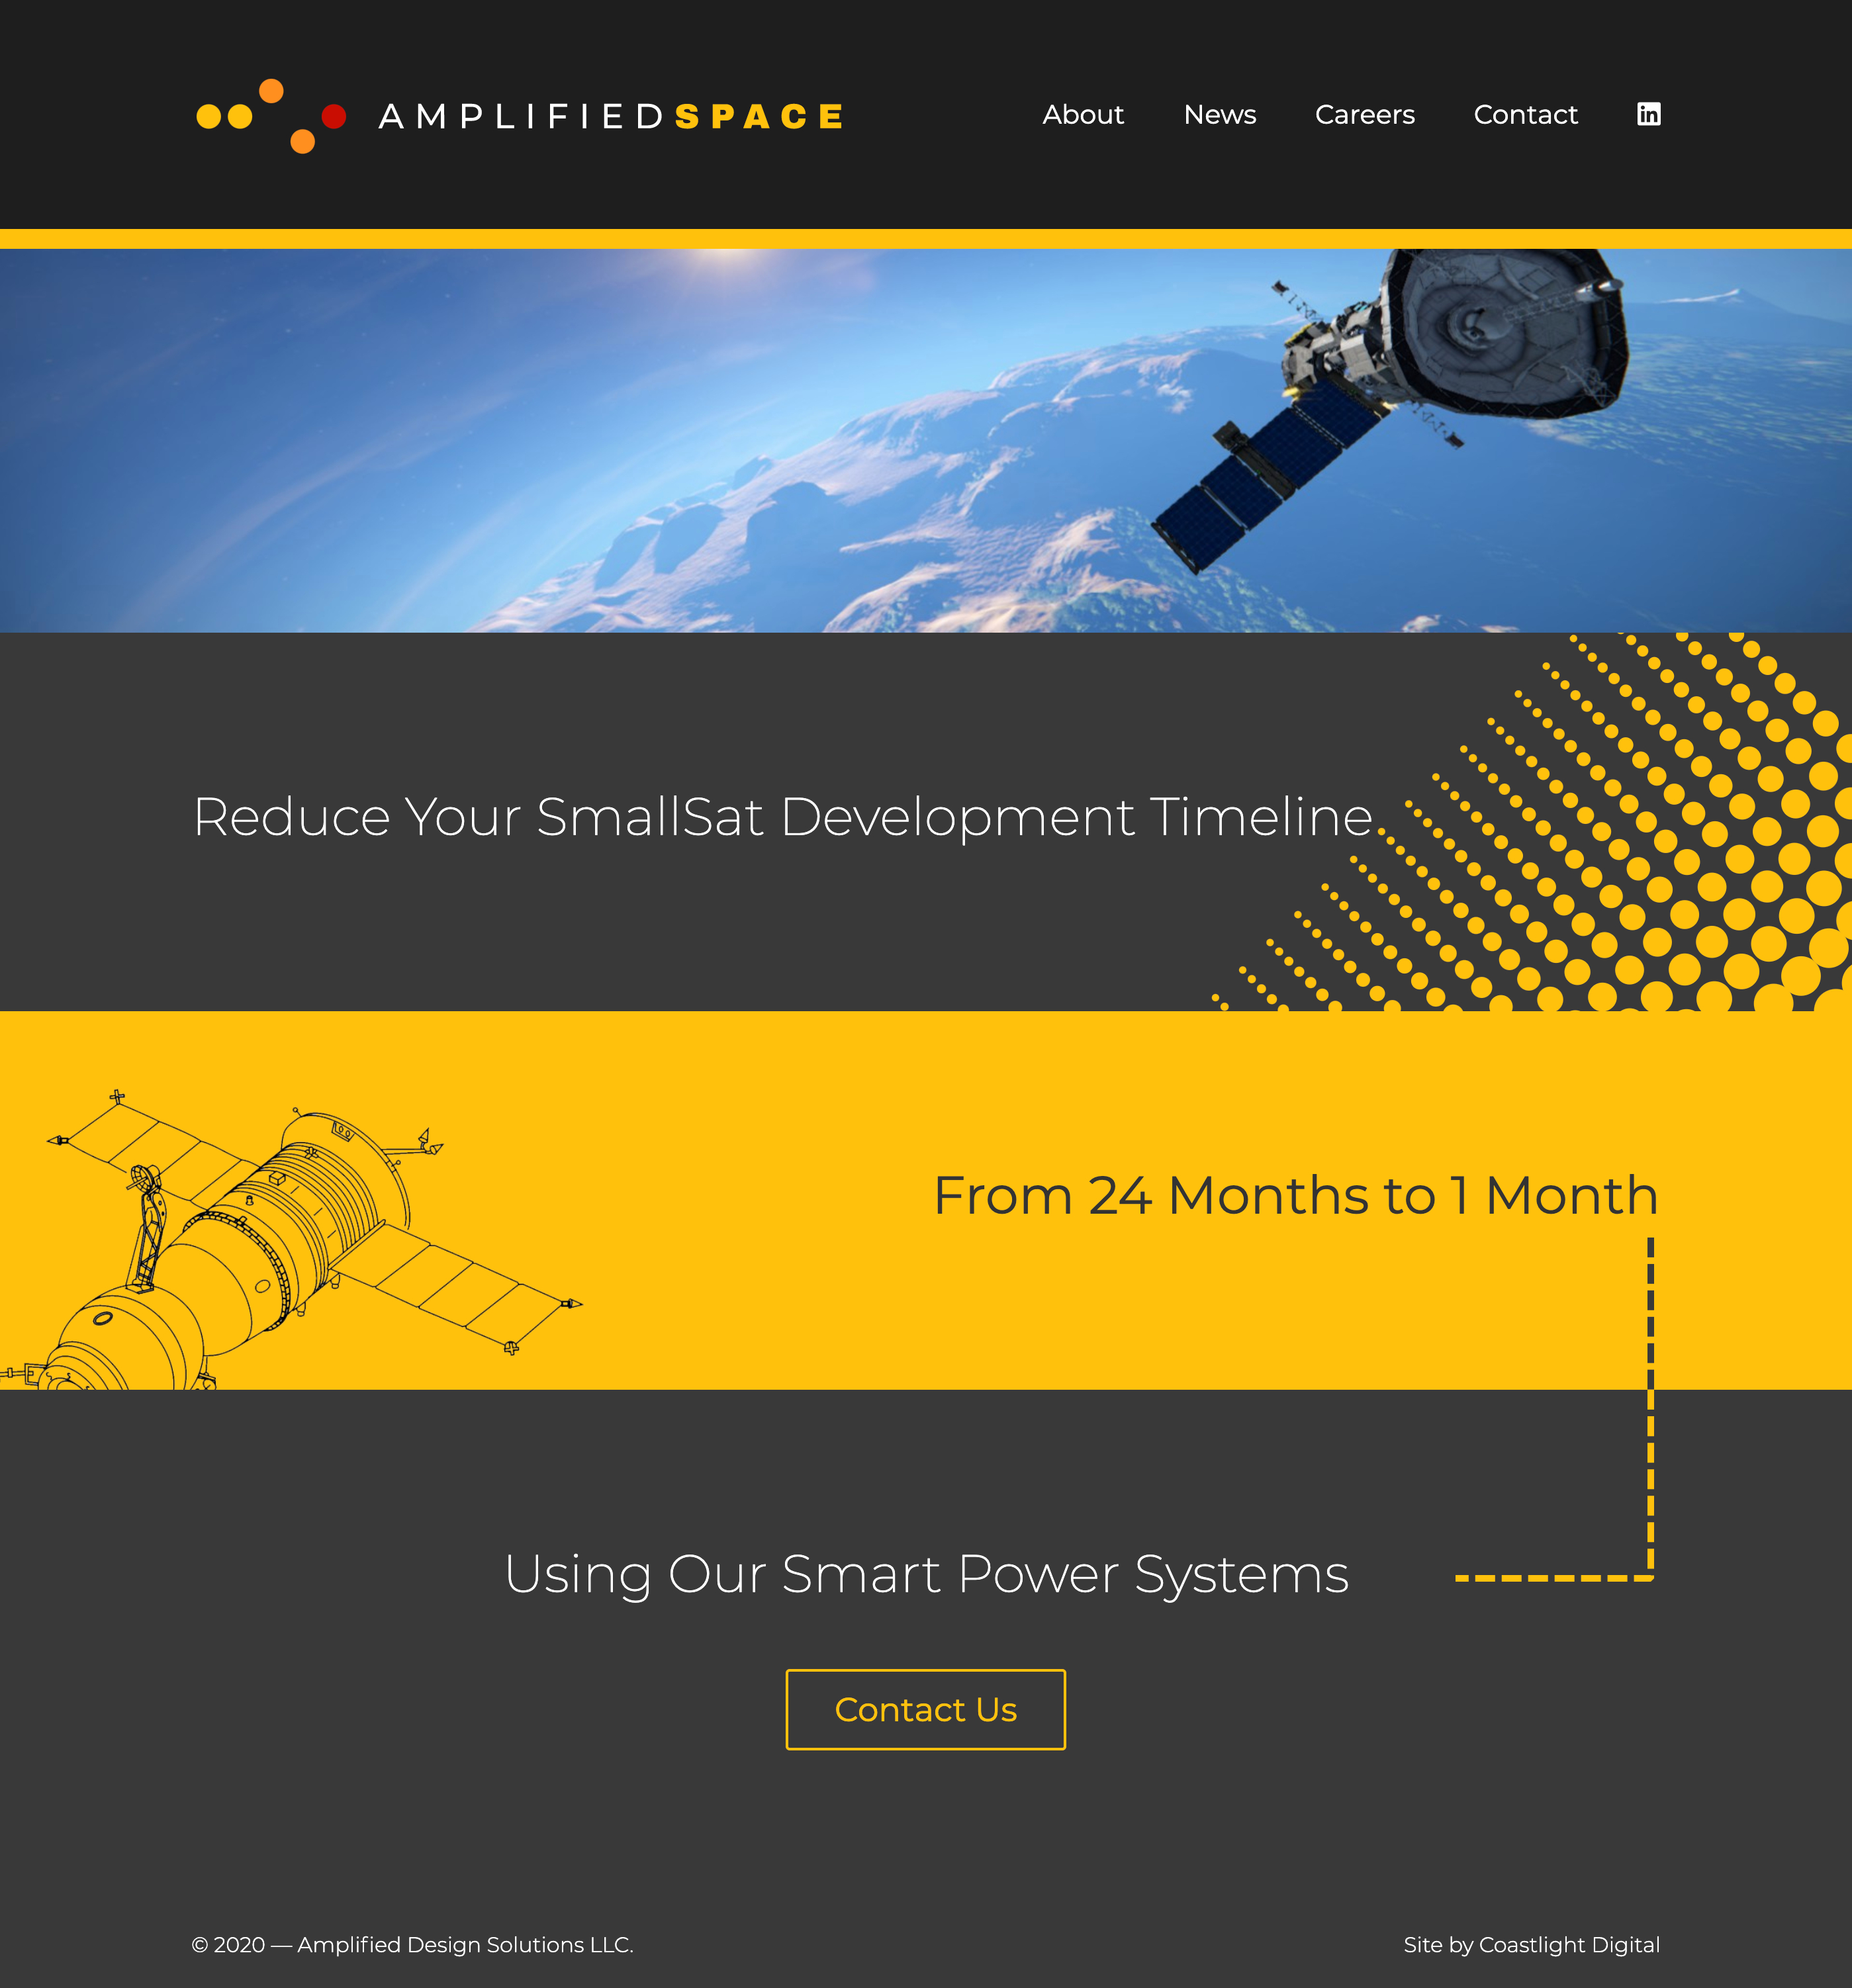 AMPLIFIEDSPACE
About News Careers Contact in
Reduce Your SmallSat Development Timeline
From 24 Months to 1 Month
Using Our Smart Power Systems
Contact Us
© 2020 — Amplified Design Solutions LLC. Site by Coastlight Digital